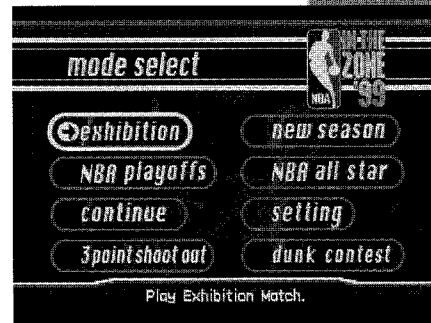 mode select
IN·THE
ZONE
'99
NBA
exhibition
new season
NBA playoffs
NBA all star
continue
setting
3point shoot out
dunk contest
Play Exhibition Match.